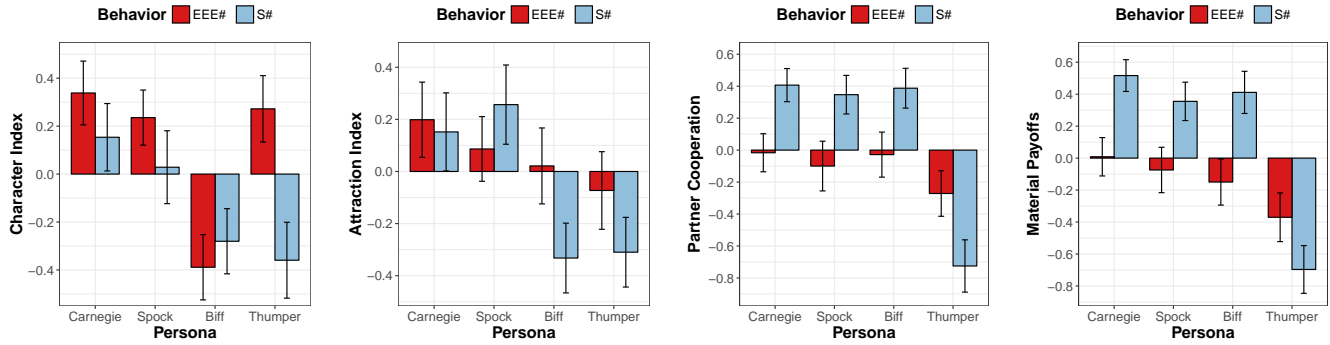 Behavior EEE# S#
Character Index
0.4
0.2
0.0
−0.2
−0.4
Carnegie Spock Biff Thumper
Persona
Behavior EEE# S#
Attraction Index
0.4
0.2
0.0
−0.2
−0.4
Carnegie Spock Biff Thumper
Persona
Behavior EEE# S#
Partner Cooperation
0.6
0.4
0.2
0.0
−0.2
−0.4
−0.6
−0.8
Carnegie Spock Biff Thumper
Persona
Behavior EEE# S#
Material Payoffs
0.6
0.4
0.2
0.0
−0.2
−0.4
−0.6
−0.8
Carnegie Spock Biff Thumper
Persona